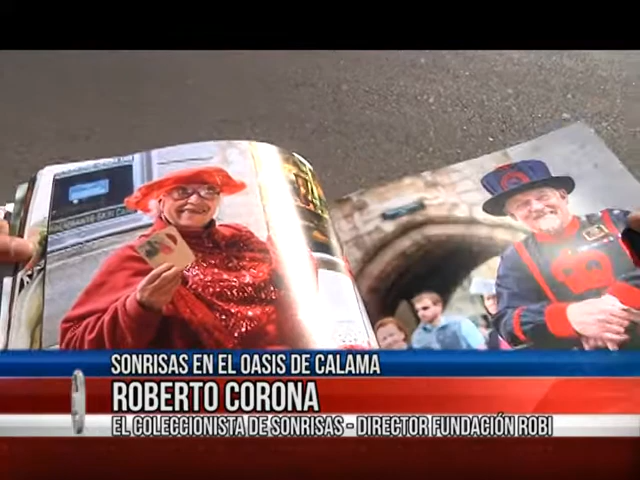 SONRISAS EN EL OASIS DE CALAMA
ROBERTO CORONA
EL COLECCIONISTA DE SONRISAS - DIRECTOR FUNDACIÓN ROBI